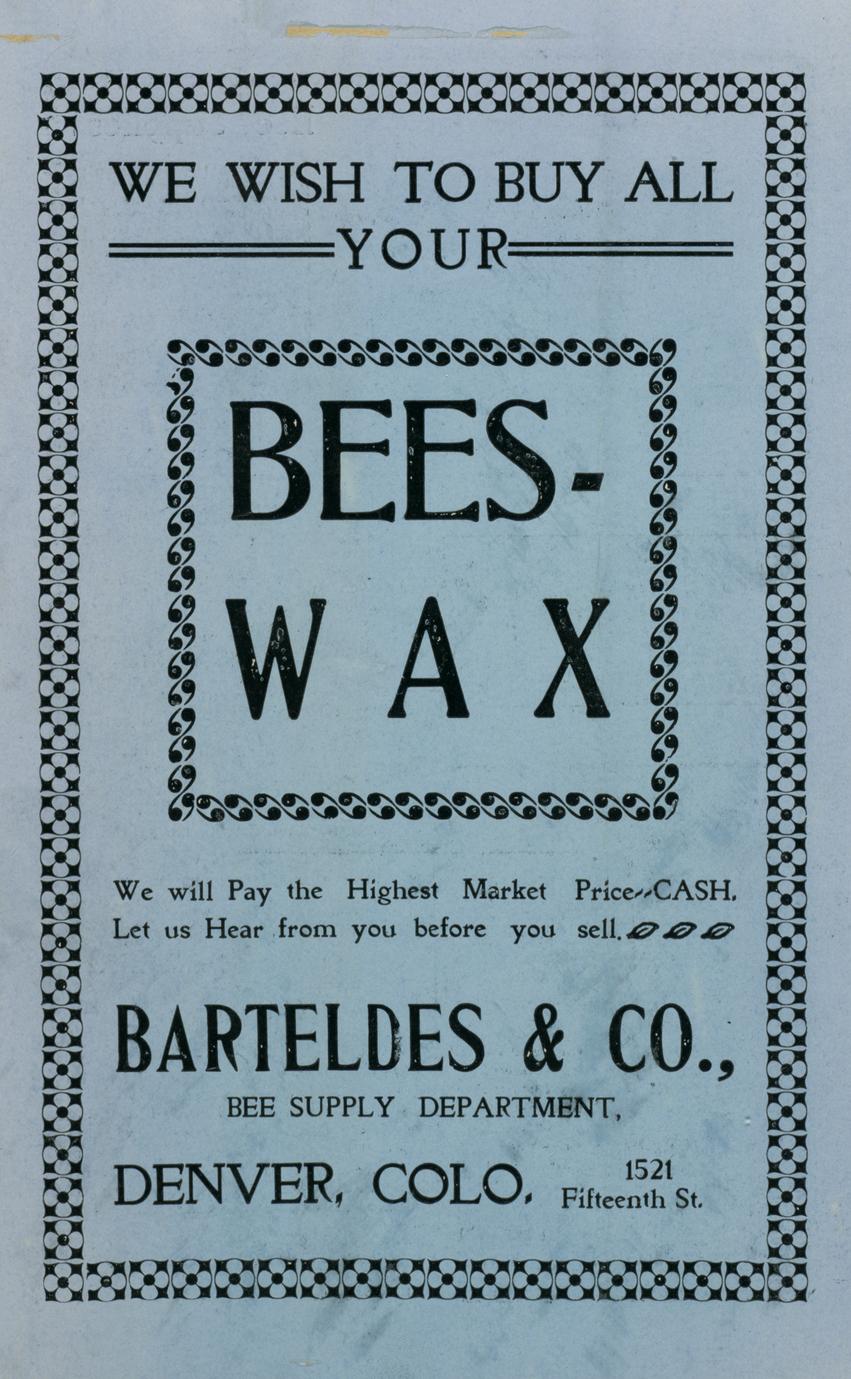 WE WISH TO BUY ALL
YOUR
BEES-
WAX
We will Pay the Highest Market Price--CASH.
Let us Hear from you before you sell.
BARTELDES & CO.,
BEE SUPPLY DEPARTMENT,
DENVER, COLO. 1521 Fifteenth St.